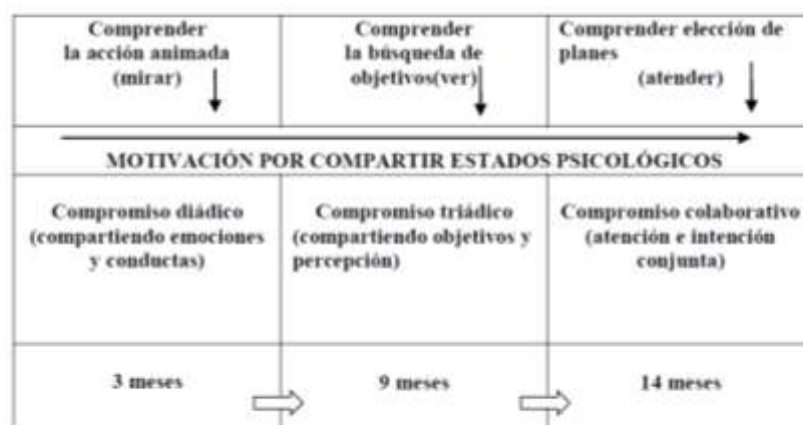 Comprender
la acción animada
(mirar)
Comprender
la búsqueda de
objetivos(ver)
Comprender elección de
planes
(atender)
MOTIVACIÓN POR COMPARTIR ESTADOS PSICOLÓGICOS
Compromiso diádico
(compartiendo emociones
y conductas)
Compromiso triádico
(compartiendo objetivos y
percepción)
Compromiso colaborativo
(atención e intención
conjunta)
3 meses
9 meses
14 meses